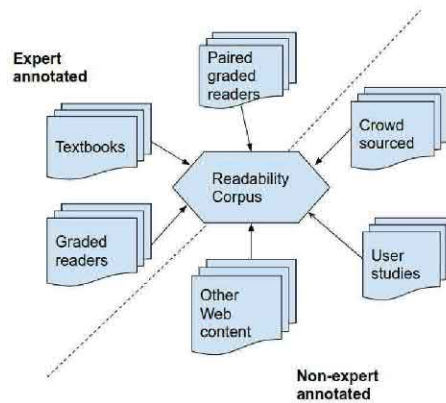 Expert
annotated
Paired
graded
readers
Textbooks
Crowd
sourced
Readability
Corpus
Graded
readers
User
studies
Other
Web
content
Non-expert
annotated